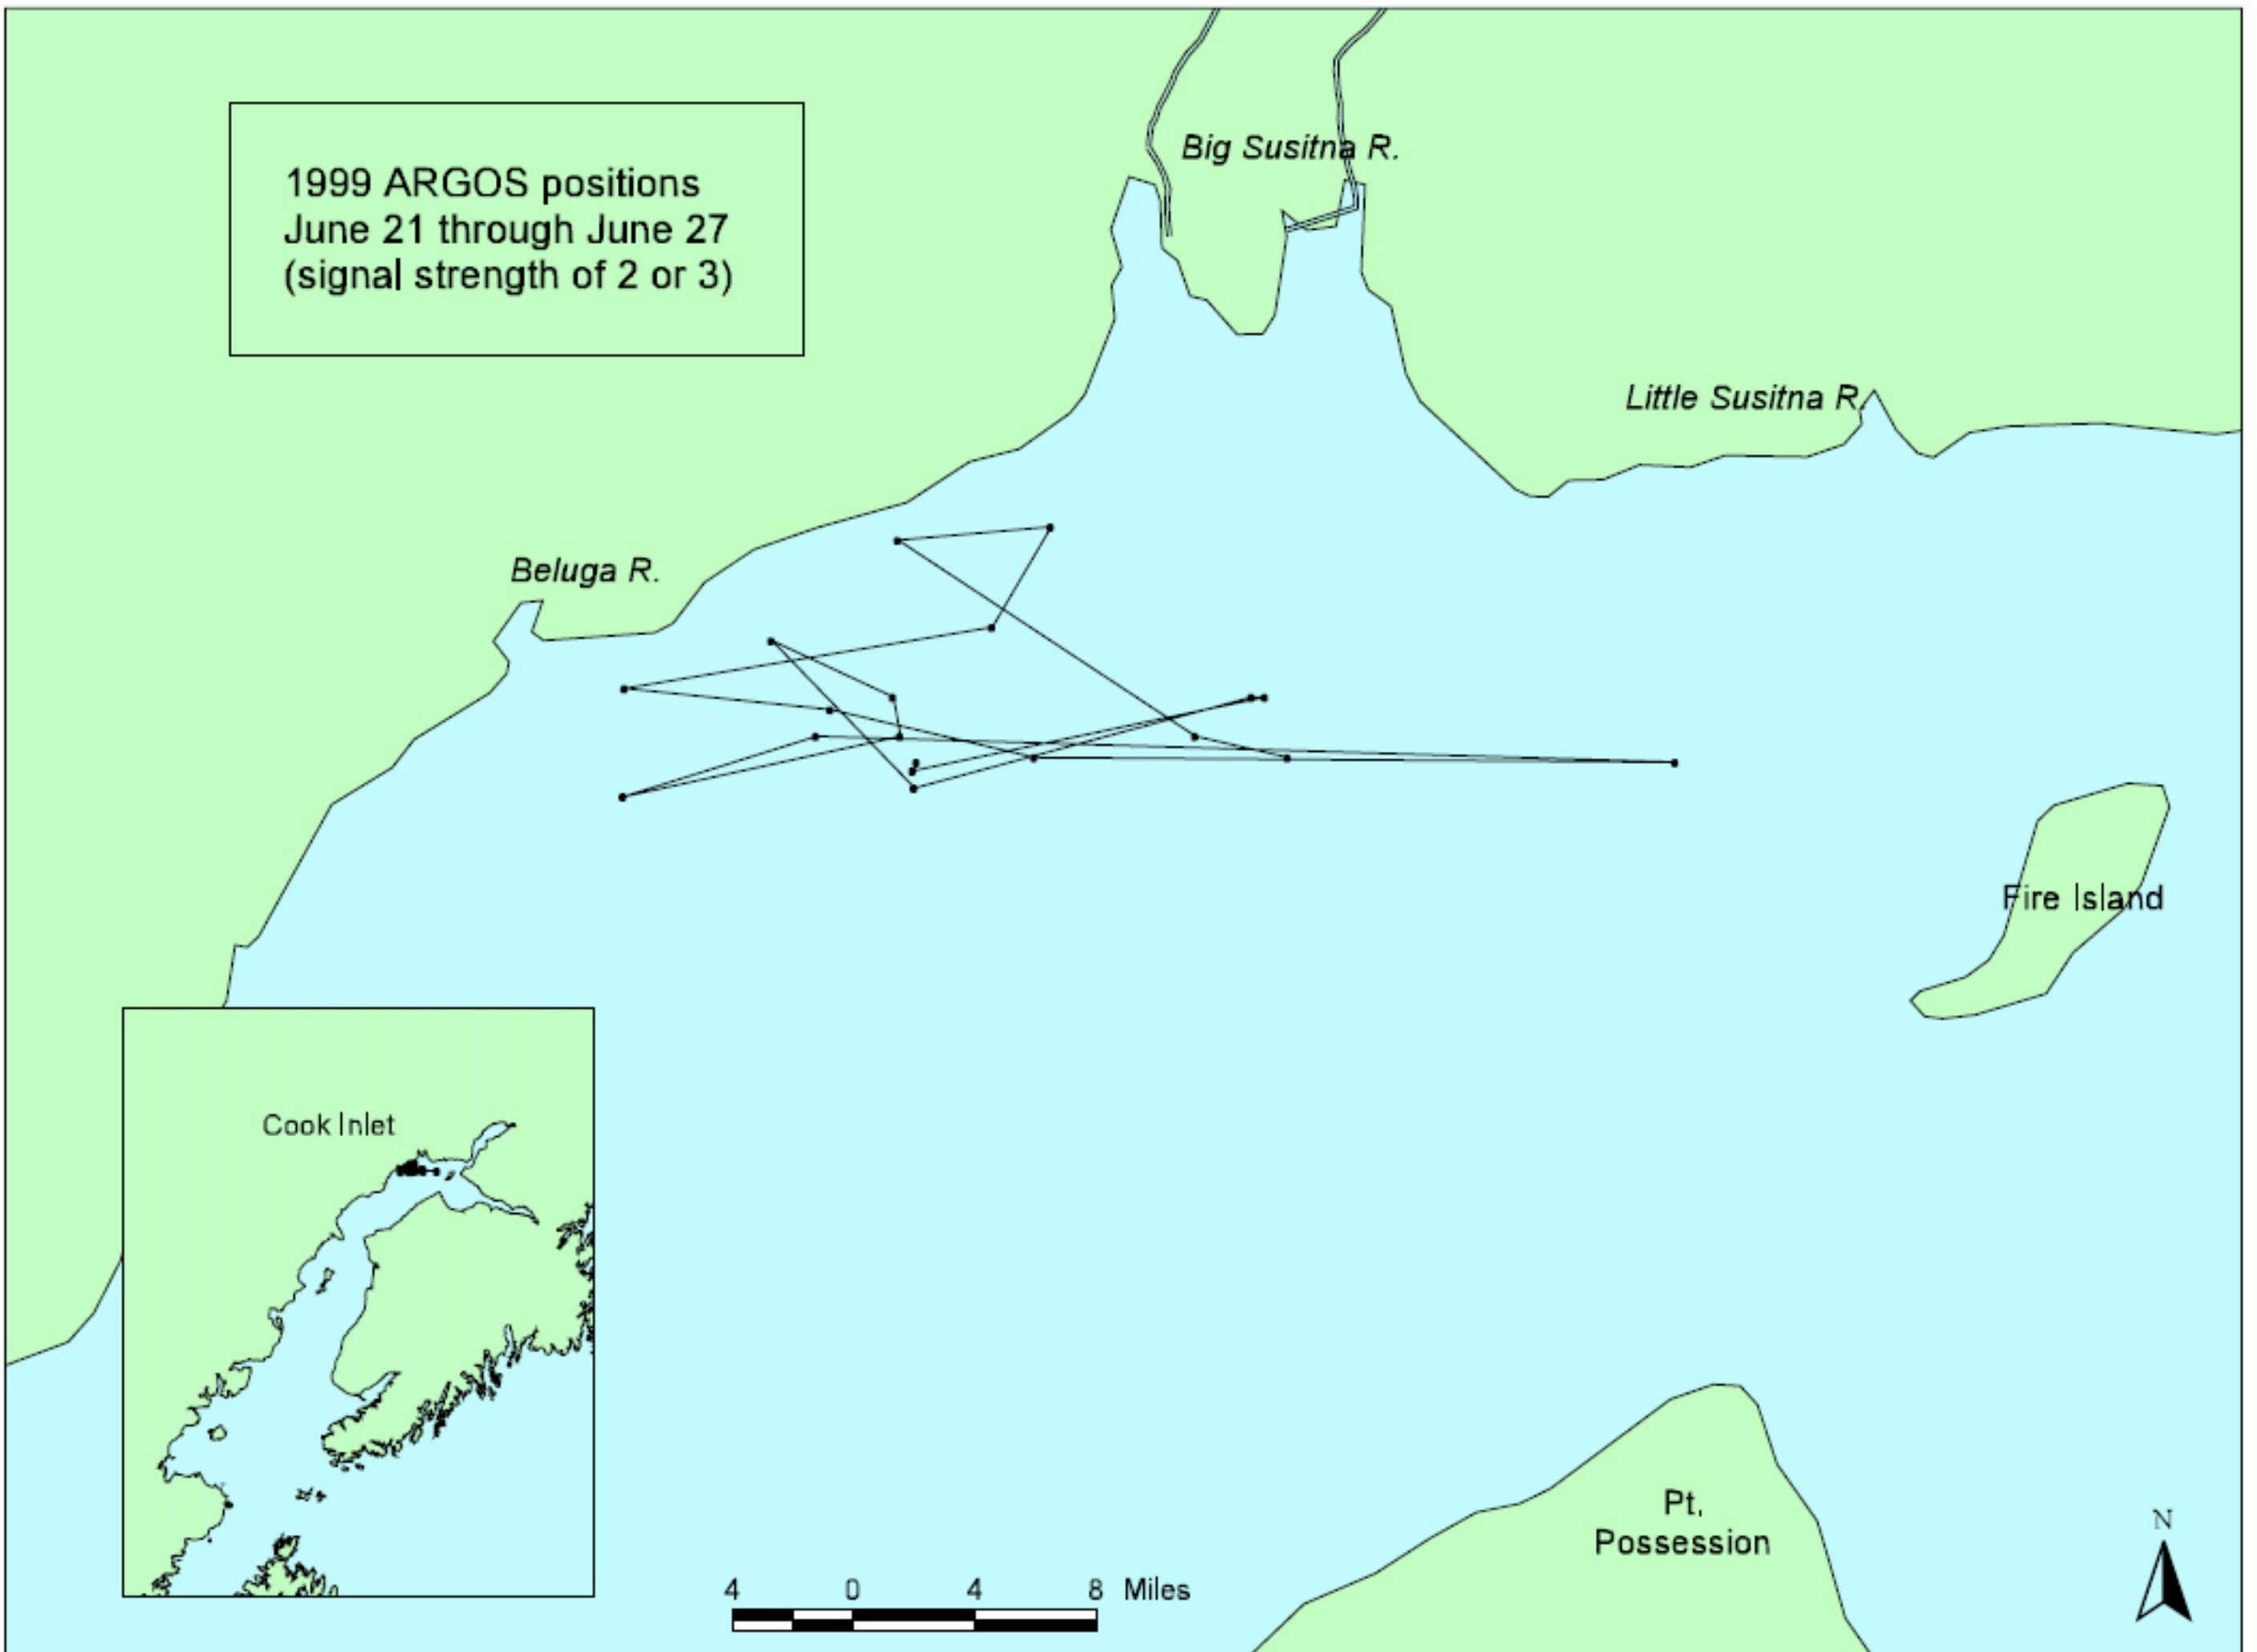 Big Susitna R.
1999 ARGOS positions
June 21 through June 27
(signal strength of 2 or 3)
Little Susitna R.
Beluga R.
Fire Island
Cook Inlet
Pt.
Possession
N
4 0 4 8 Miles